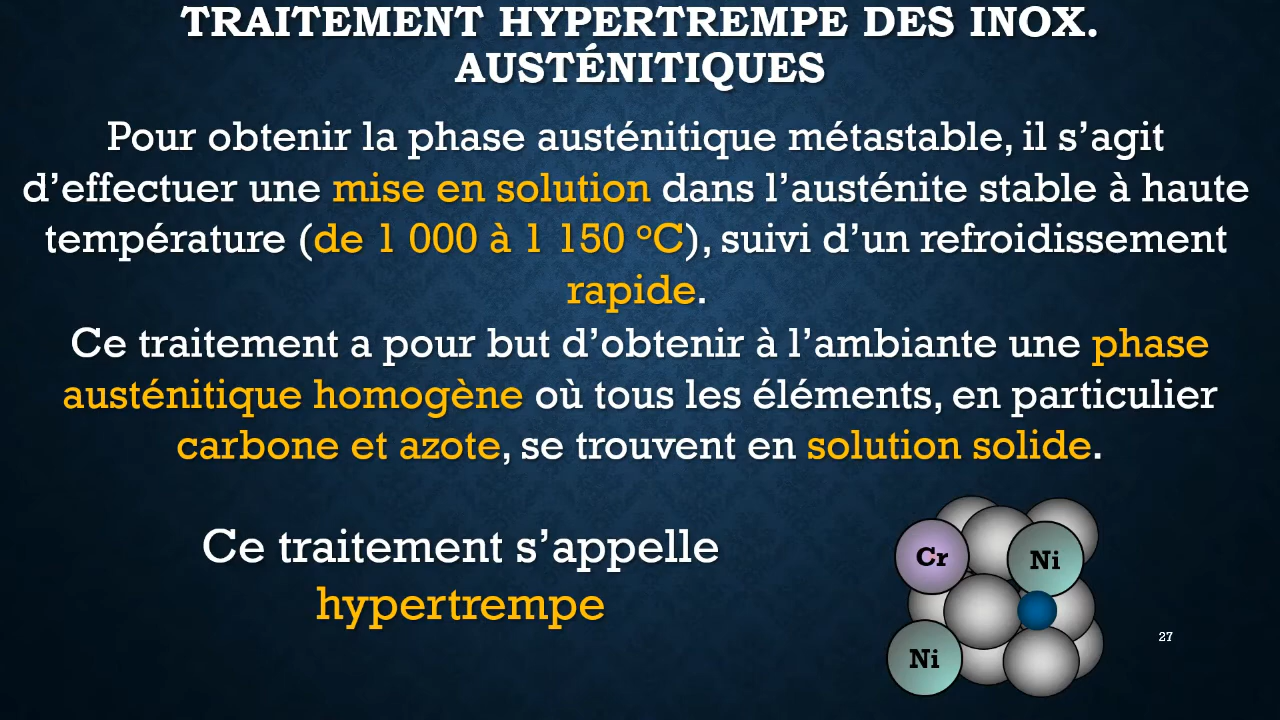 TRAITEMENT HYPERTREMPE DES INOX.
AUSTÉNITIQUES
Pour obtenir la phase austénitique métastable, il s’agit
d’effectuer une mise en solution dans l’austénite stable à haute
température (de 1 000 à 1 150 °C), suivi d’un refroidissement
rapide.
Ce traitement a pour but d’obtenir à l’ambiante une phase
austénitique homogène où tous les éléments, en particulier
carbone et azote, se trouvent en solution solide.
Ce traitement s’appelle
hypertrempe
Cr
Ni
Ni
27